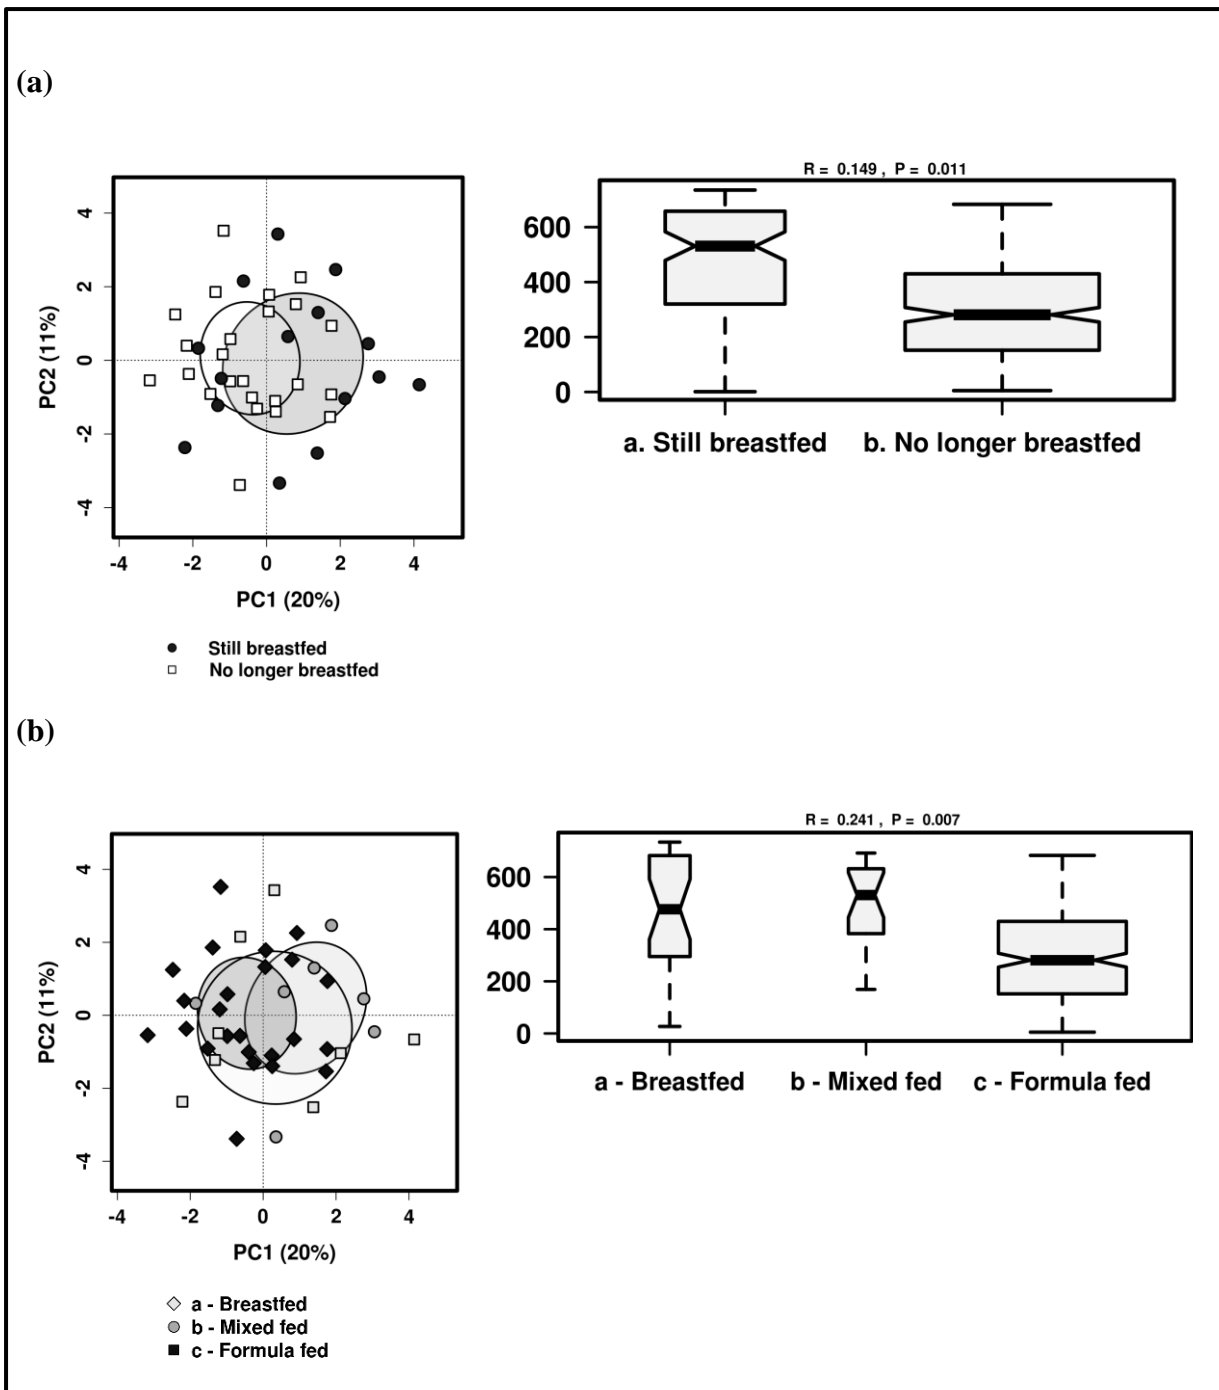 (a)
R = 0.149 , P = 0.011
4
2
0
-2
-4
PC2 (11%)
-4 -2 0 2 4
PC1 (20%)
Still breastfed
No longer breastfed
600
400
200
0
a. Still breastfed b. No longer breastfed
(b)
R = 0.241 , P = 0.007
4
2
0
-2
-4
PC2 (11%)
-4 -2 0 2 4
PC1 (20%)
a - Breastfed
b - Mixed fed
c - Formula fed
600
400
200
0
a - Breastfed b - Mixed fed c - Formula fed